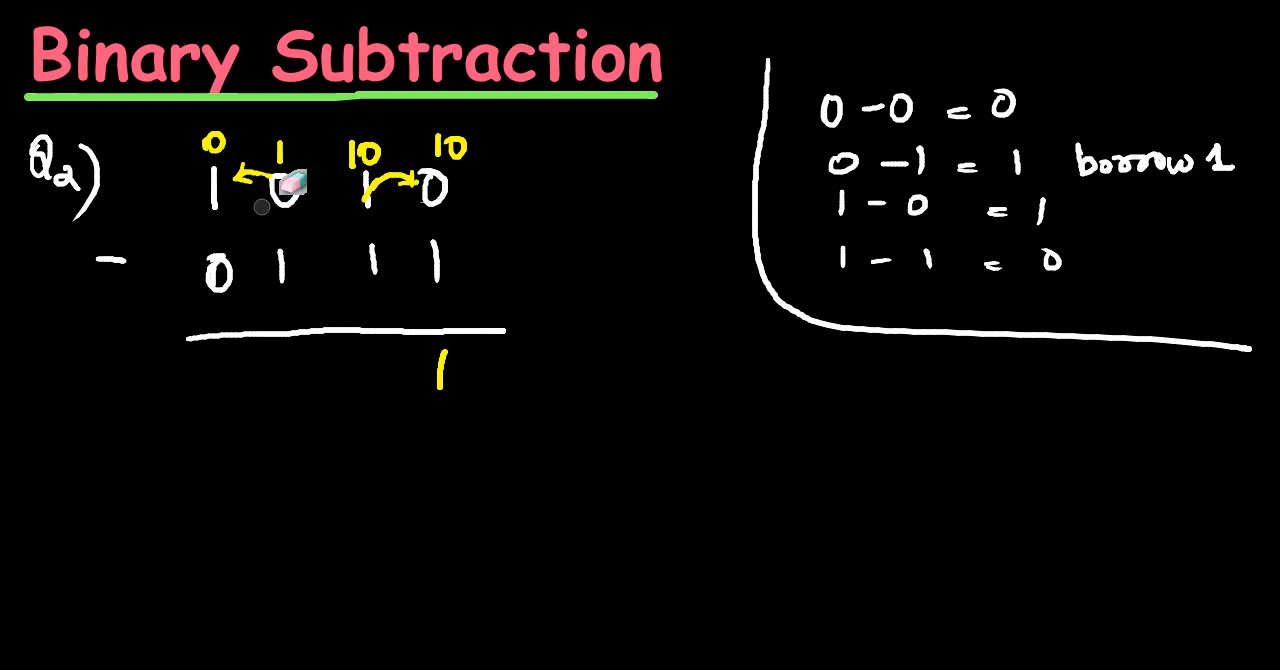 Binary Subtraction
Q2)
0 1 10 10
1 0 1 0
- 0 1 1 1
1
0 - 0 = 0
0 - 1 = 1 borrow 1
1 - 0 = 1
1 - 1 = 0